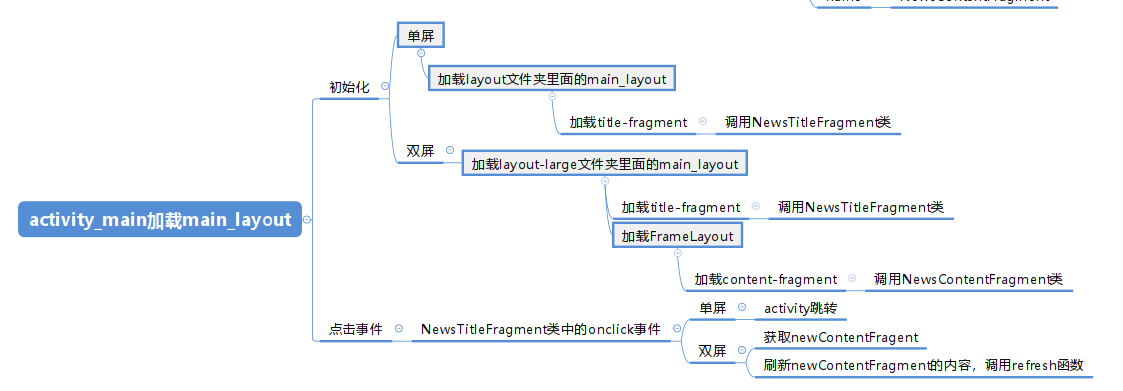 单屏
加载layout文件夹里面的main_layout
初始化
加载title-fragment
调用NewsTitleFragment类
双屏
加载layout-large文件夹里面的main_layout
加载title-fragment
调用NewsTitleFragment类
activity_main加载main_layout
加载FrameLayout
加载content-fragment
调用NewsContentFragment类
点击事件
NewsTitleFragment类中的onclick事件
单屏
activity跳转
双屏
获取newContentFragent
刷新newContentFragment的内容，调用refresh函数